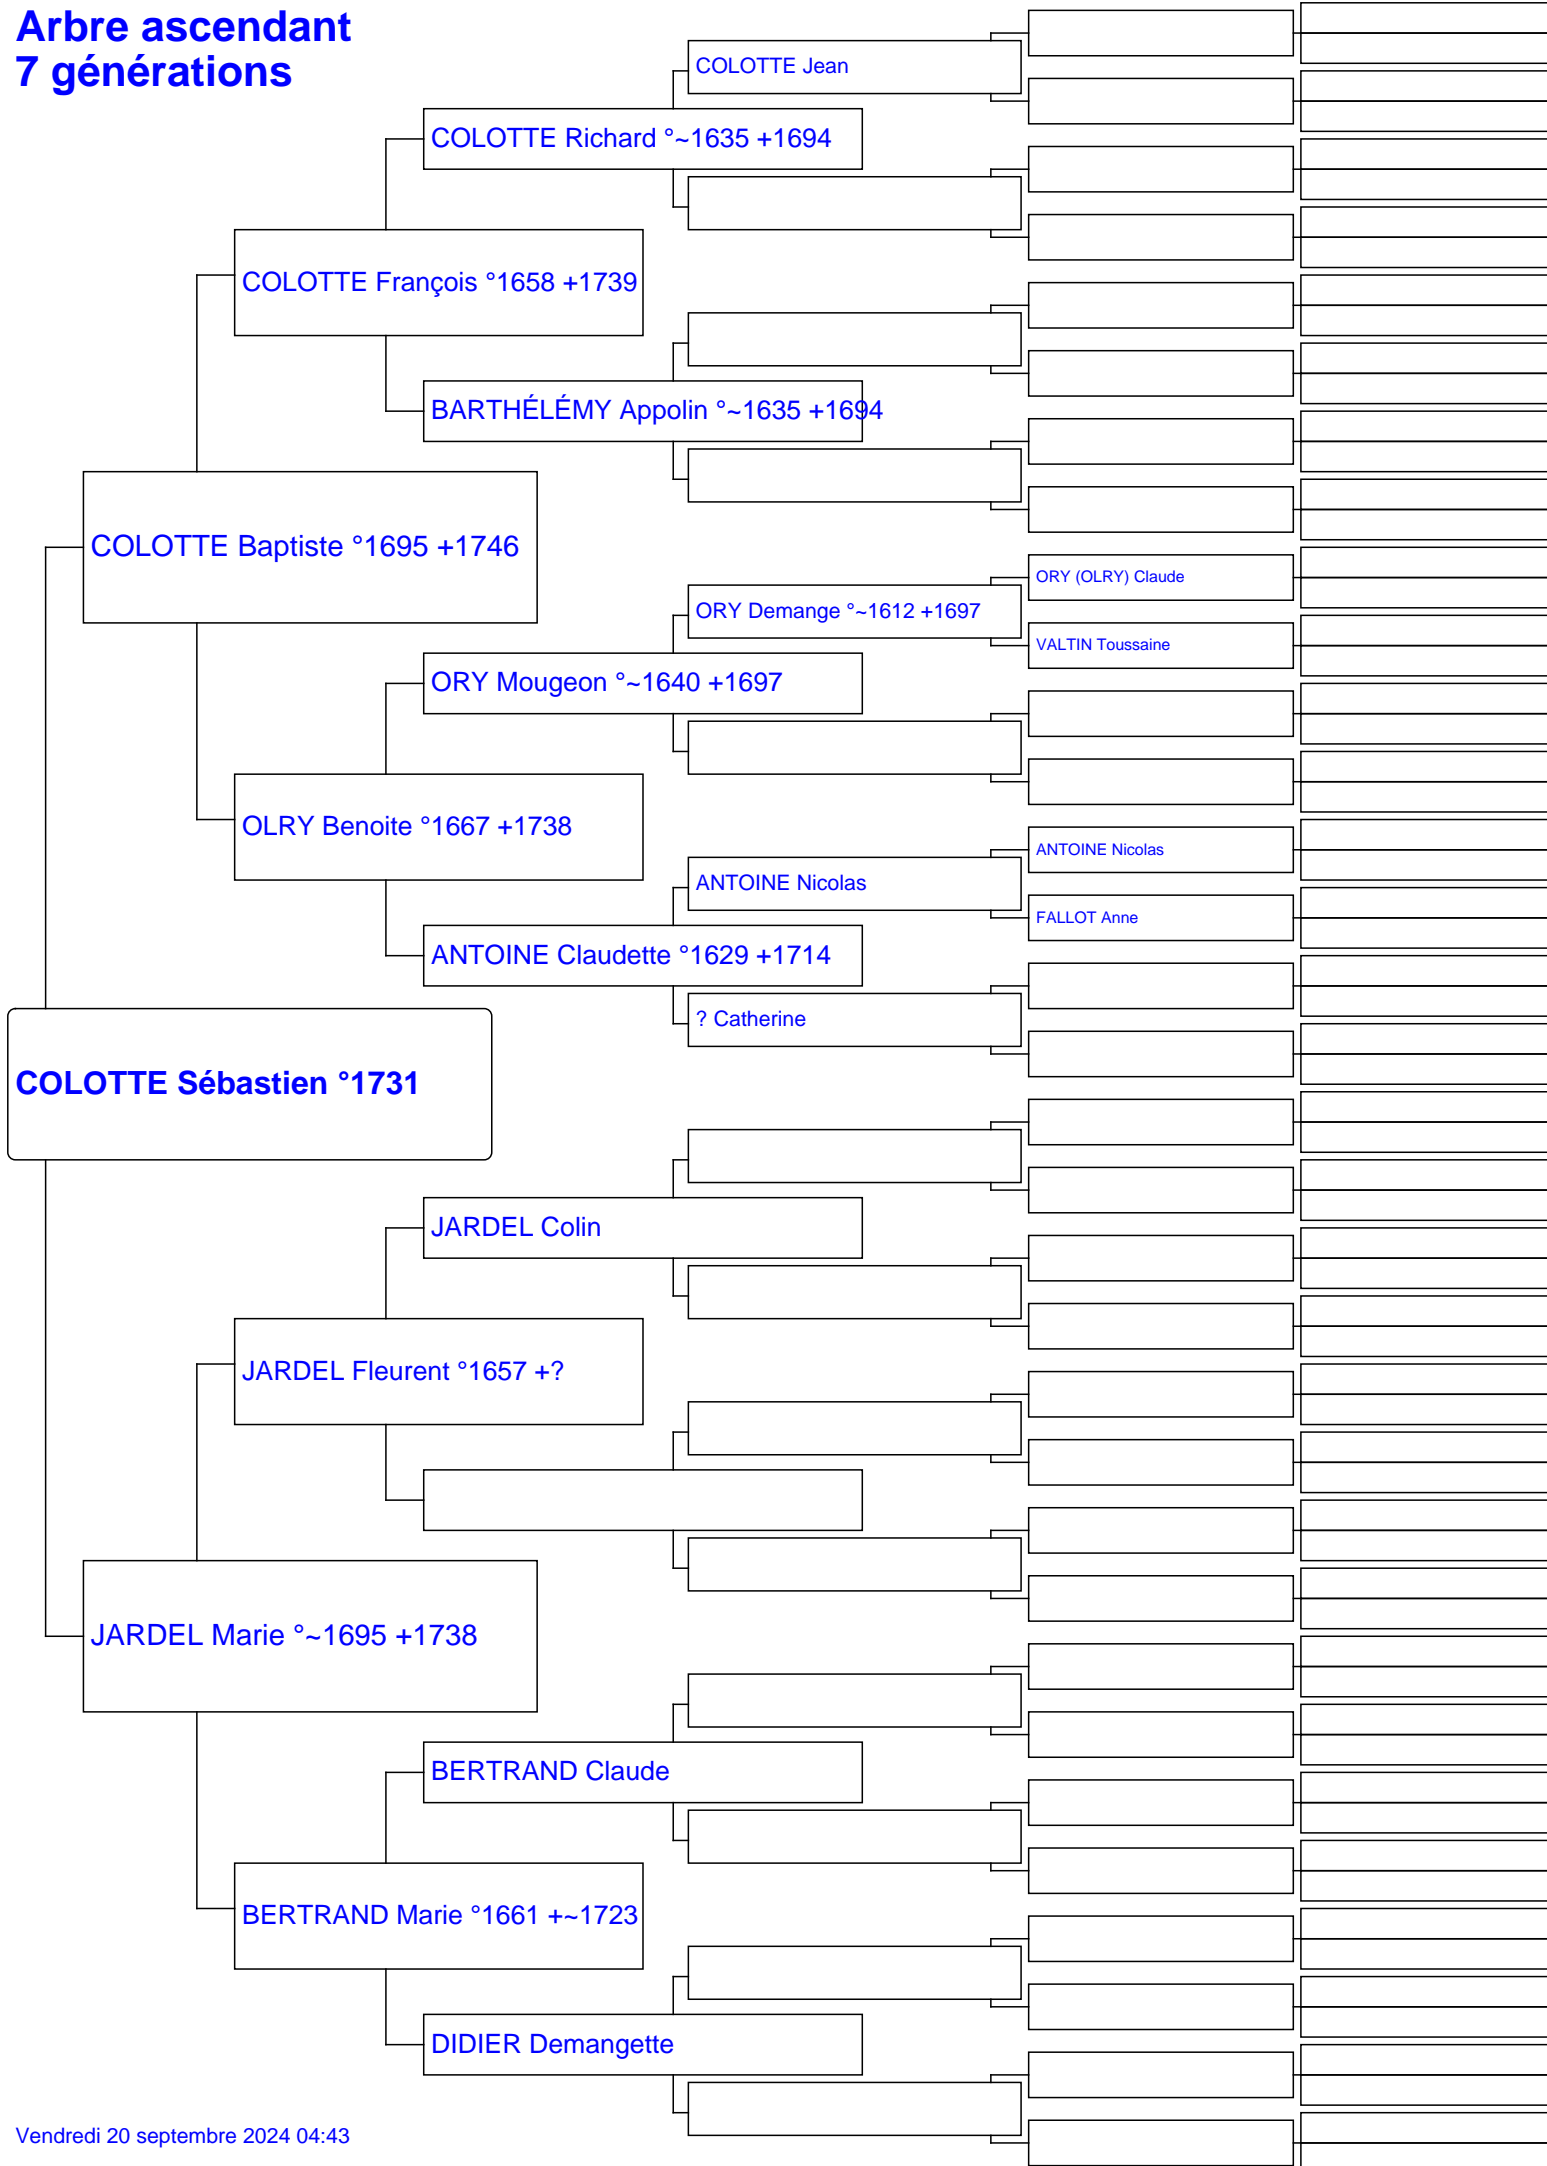 Arbre ascendant
7 générations
COLOTTE Jean
COLOTTE Richard °~1635 +1694
COLOTTE François °1658 +1739
BARTHÉLÉMY Appolin °~1635 +1694
COLOTTE Baptiste °1695 +1746
ORY (OLRY) Claude
ORY Demange °~1612 +1697
VALTIN Toussaine
ORY Mougeon °~1640 +1697
OLRY Benoite °1667 +1738
ANTOINE Nicolas
ANTOINE Nicolas
FALLOT Anne
ANTOINE Claudette °1629 +1714
? Catherine
COLOTTE Sébastien °1731
JARDEL Colin
JARDEL Fleurent °1657 +?
JARDEL Marie °~1695 +1738
BERTRAND Claude
BERTRAND Marie °1661 +~1723
DIDIER Demangette
Vendredi 20 septembre 2024 04:43